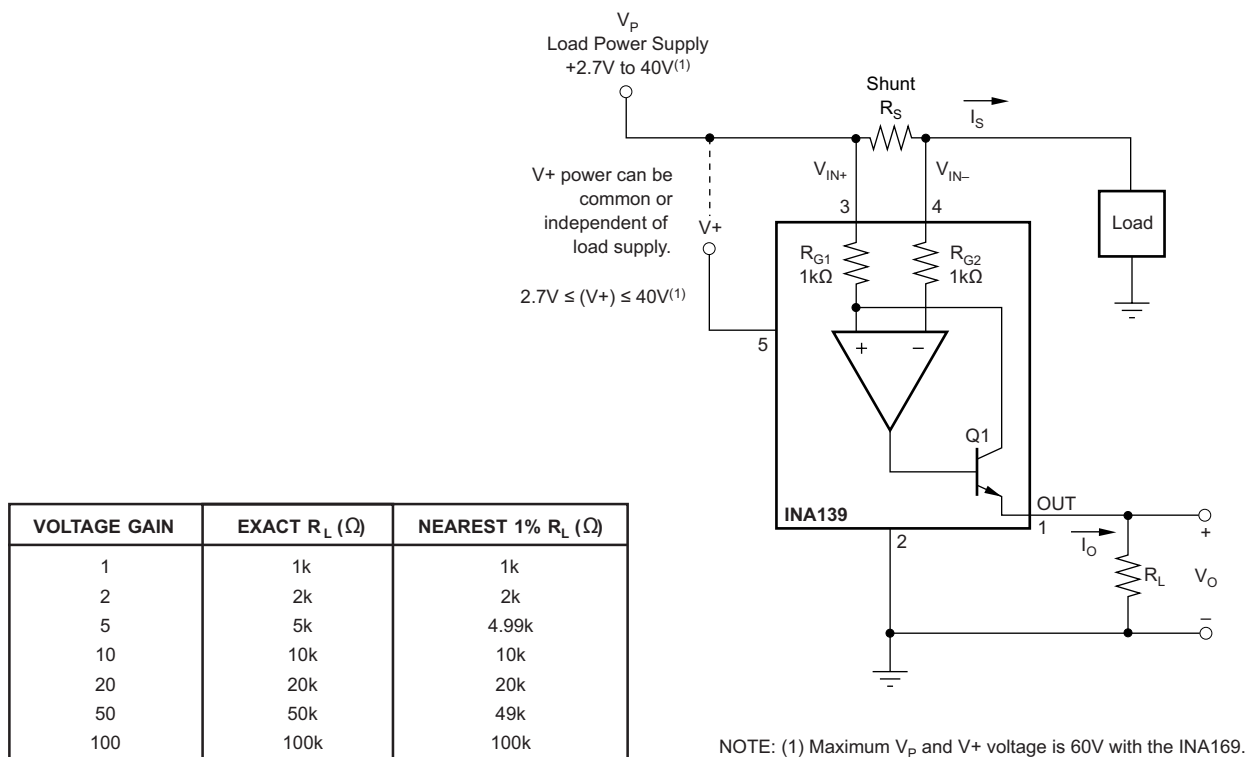 V_P
Load Power Supply
+2.7V to 40V(1)
Shunt
R_S
I_S
V+ power can be
common or
independent of
load supply.
V+
2.7V ≤ (V+) ≤ 40V(1)
V_IN+
V_IN–
3
4
Load
R_G1
1kΩ
R_G2
1kΩ
5
+
–
Q1
INA139
OUT
1
2
I_O
R_L
+
V_O
–
VOLTAGE GAIN EXACT R_L (Ω) NEAREST 1% R_L (Ω)
1 1k 1k
2 2k 2k
5 5k 4.99k
10 10k 10k
20 20k 20k
50 50k 49k
100 100k 100k
NOTE: (1) Maximum V_P and V+ voltage is 60V with the INA169.